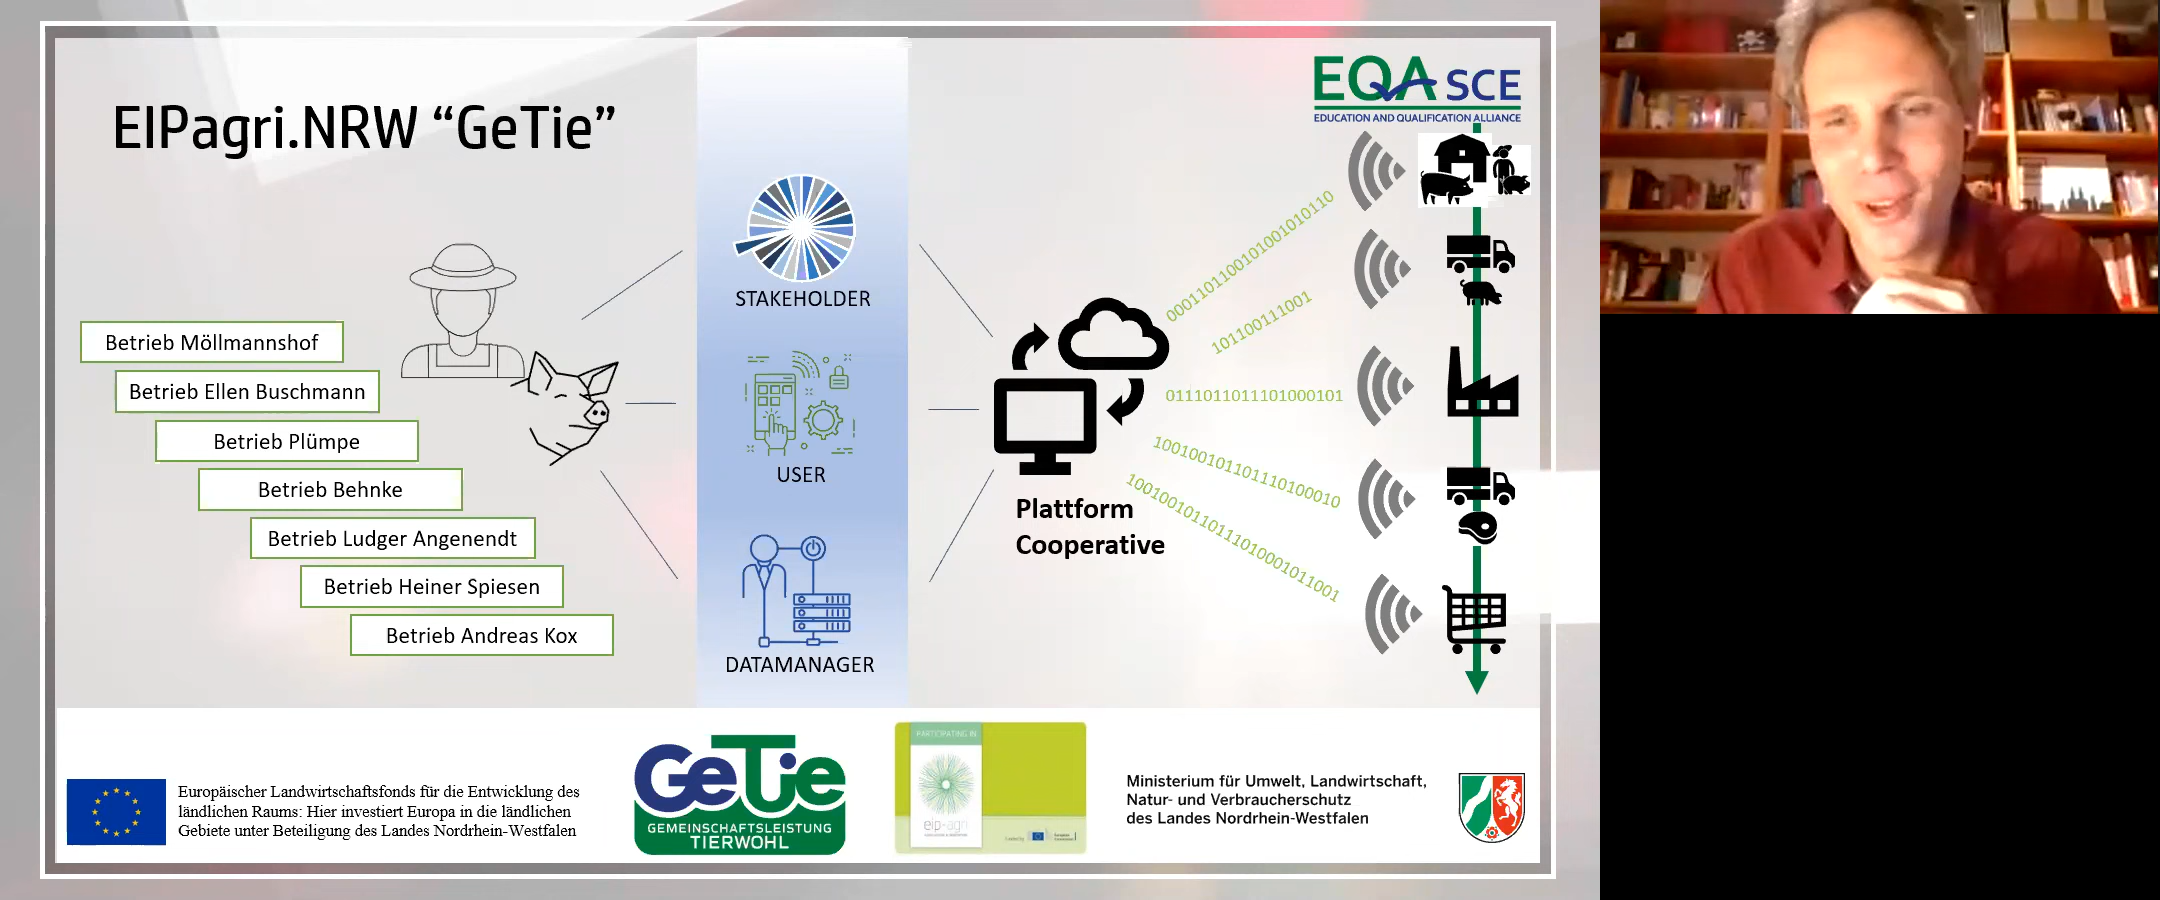 EIPagri.NRW “GeTie”
EQA SCE
EDUCATION AND QUALIFICATION ALLIANCE
STAKEHOLDER
USER
DATAMANAGER
Betrieb Möllmannshof
Betrieb Ellen Buschmann
Betrieb Plümpe
Betrieb Behnke
Betrieb Ludger Angenendt
Betrieb Heiner Spiesen
Betrieb Andreas Kox
Plattform
Cooperative
00011011001010100101010110
101100111001
0111011011101000101
1001001011011110100010
Europäischer Landwirtschaftsfonds für die Entwicklung des
ländlichen Raums: Hier investiert Europa in die ländlichen
Gebiete unter Beteiligung des Landes Nordrhein-Westfalen
GeTie
GEMEINSCHAFTSLEISTUNG
TIERWOHL
PARTICIPATING IN
eip-agri
Ministerium für Umwelt, Landwirtschaft,
Natur- und Verbraucherschutz
des Landes Nordrhein-Westfalen